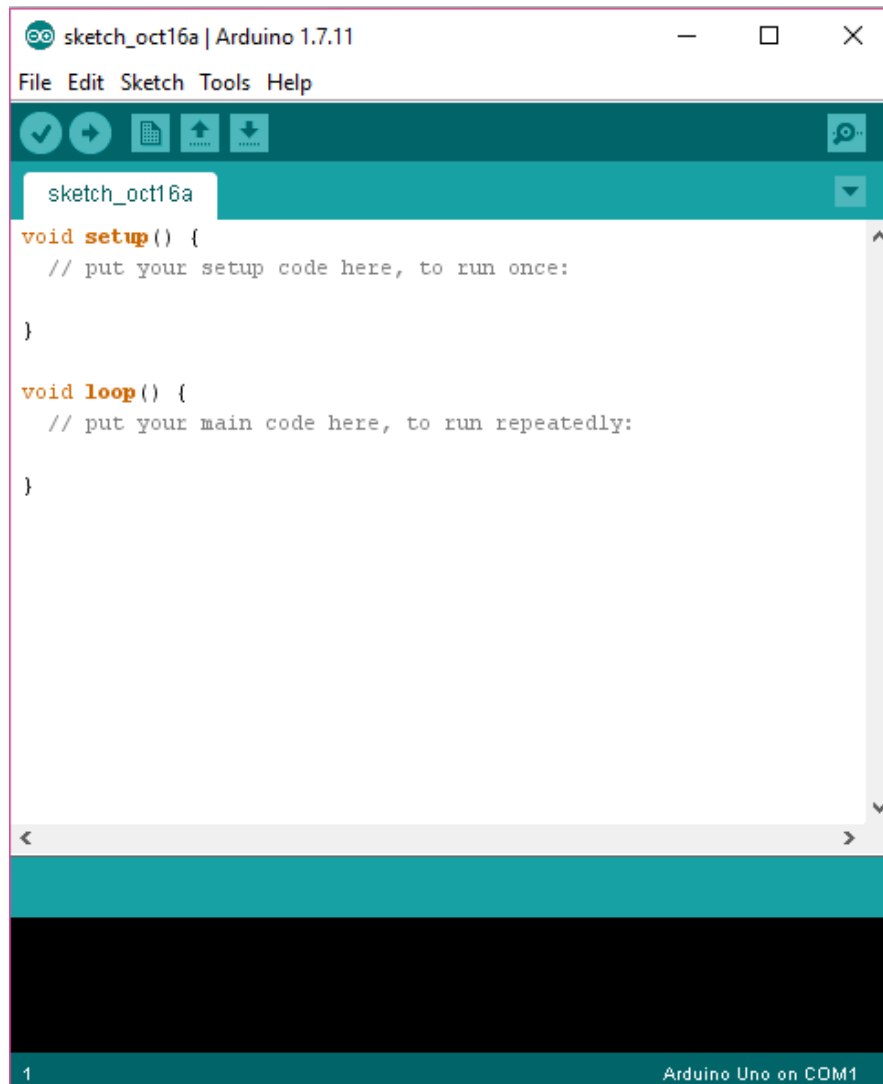 sketch_oct16a | Arduino 1.7.11
File Edit Sketch Tools Help
sketch_oct16a
void setup() {
  // put your setup code here, to run once:
}
void loop() {
  // put your main code here, to run repeatedly:
}
1 Arduino Uno on COM1